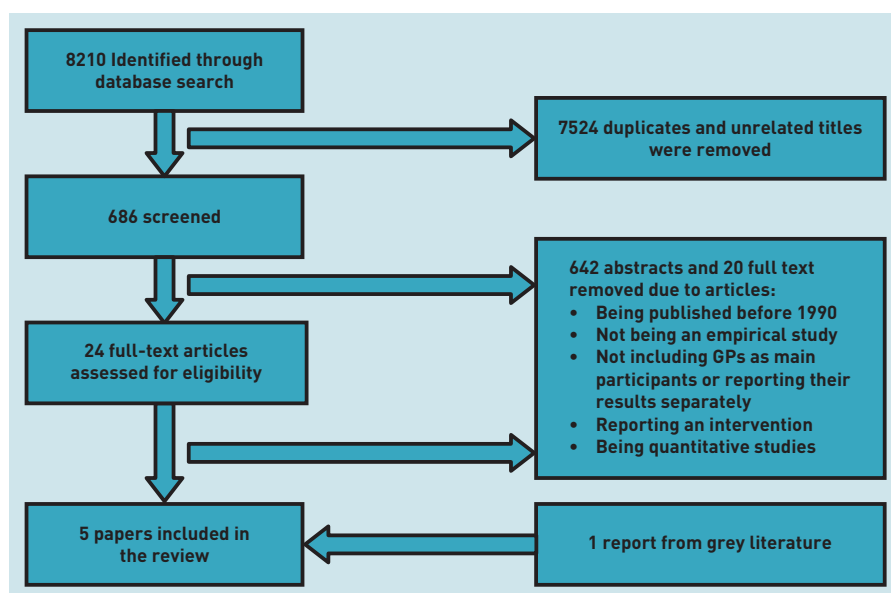 8210 Identified through
database search
7524 duplicates and unrelated titles
were removed
686 screened
642 abstracts and 20 full text
removed due to articles:
• Being published before 1990
• Not being an empirical study
• Not including GPs as main
participants or reporting their
results separately
• Reporting an intervention
• Being quantitative studies
24 full-text articles
assessed for eligibility
5 papers included in
the review
1 report from grey literature